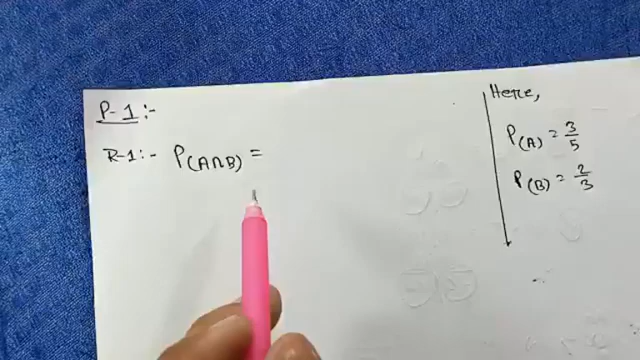 P-1:-
R-1:- P(A∩B) =
Here,
P(A) = 3/5
P(B) = 2/3